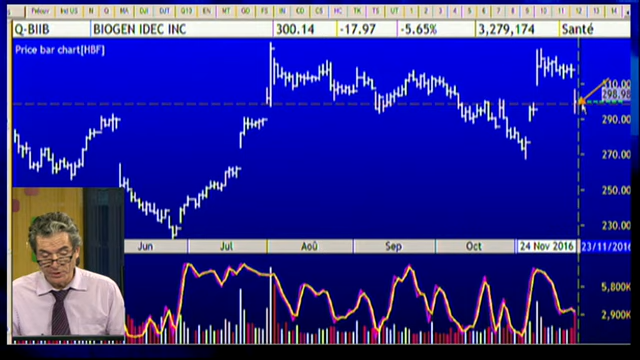 Q-BIIB BIOGEN IDEC INC 300.14 -17.97 -5.65% 3,279,174 Santé
Price bar chart[HBF]
298.98
290.00
270.00
250.00
230.00
Jun Jul Aoû Sep Oct 24 Nov 2016 23/11/2016
5,800K
2,900K